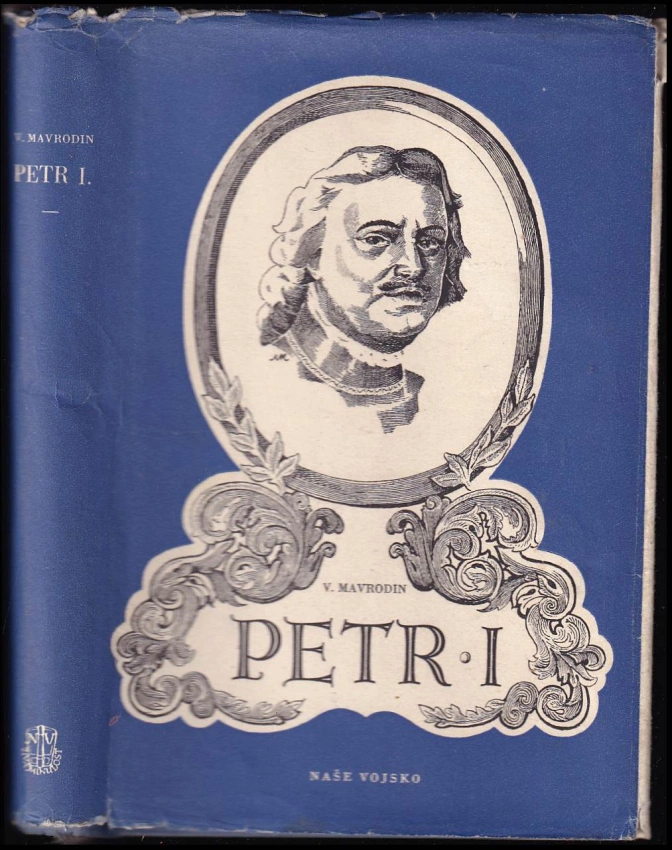 V. MAVRODIN
PETR I.
V. MAVRODIN
PETR · I
NAŠE VOJSKO